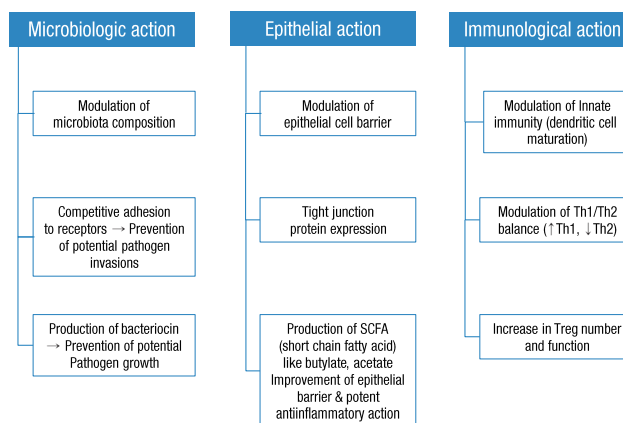 Microbiologic action
Modulation of
microbiota composition
Competitive adhesion
to receptors → Prevention
of potential pathogen
invasions
Production of bacteriocin
→ Prevention of potential
Pathogen growth
Epithelial action
Modulation of
epithelial cell barrier
Tight junction
protein expression
Production of SCFA
(short chain fatty acid)
like butylate, acetate
Improvement of epithelial
barrier & potent
antiinflammatory action
Immunological action
Modulation of Innate
immunity (dendritic cell
maturation)
Modulation of Th1/Th2
balance (↑Th1, ↓Th2)
Increase in Treg number
and function